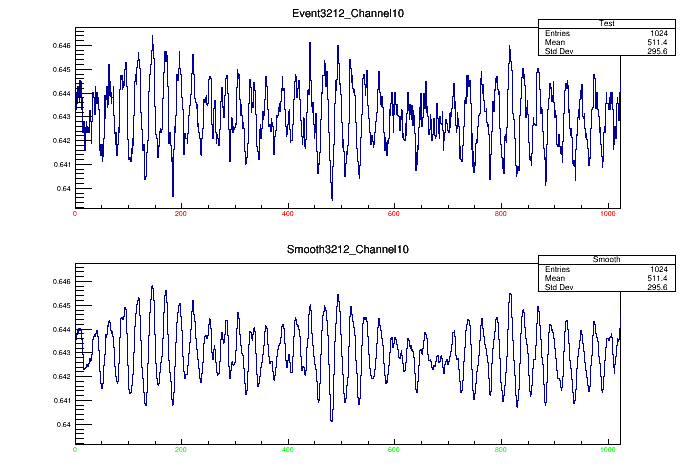 Event3212_Channel10
Test
Entries 1024
Mean 511.4
Std Dev 295.6
0.646
0.645
0.644
0.643
0.642
0.641
0.64
0 200 400 600 800 1000
Smooth3212_Channel10
Smooth
Entries 1024
Mean 511.4
Std Dev 295.6
0.646
0.645
0.644
0.643
0.642
0.641
0.64
0 200 400 600 800 1000